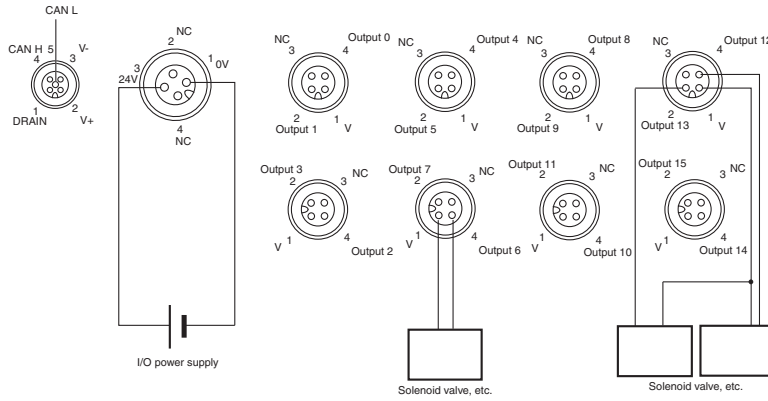 CAN L
CAN H 5 V-
4 3
1 2
DRAIN V+
NC
2
3 1 0V
24V
4
NC
I/O power supply
NC Output 0
3 4
2 1
Output 1 V
NC Output 4
3 4
2 1
Output 5 V
NC Output 8
3 4
2 1
Output 9 V
NC Output 12
3 4
2 1
Output 13 V
Output 3
2 3 NC
1 4
V Output 2
Output 7
2 3 NC
1 4
V Output 6
Output 11
2 3 NC
1 4
V Output 10
Output 15
2 3 NC
1 4
V Output 14
Solenoid valve, etc.
Solenoid valve, etc.